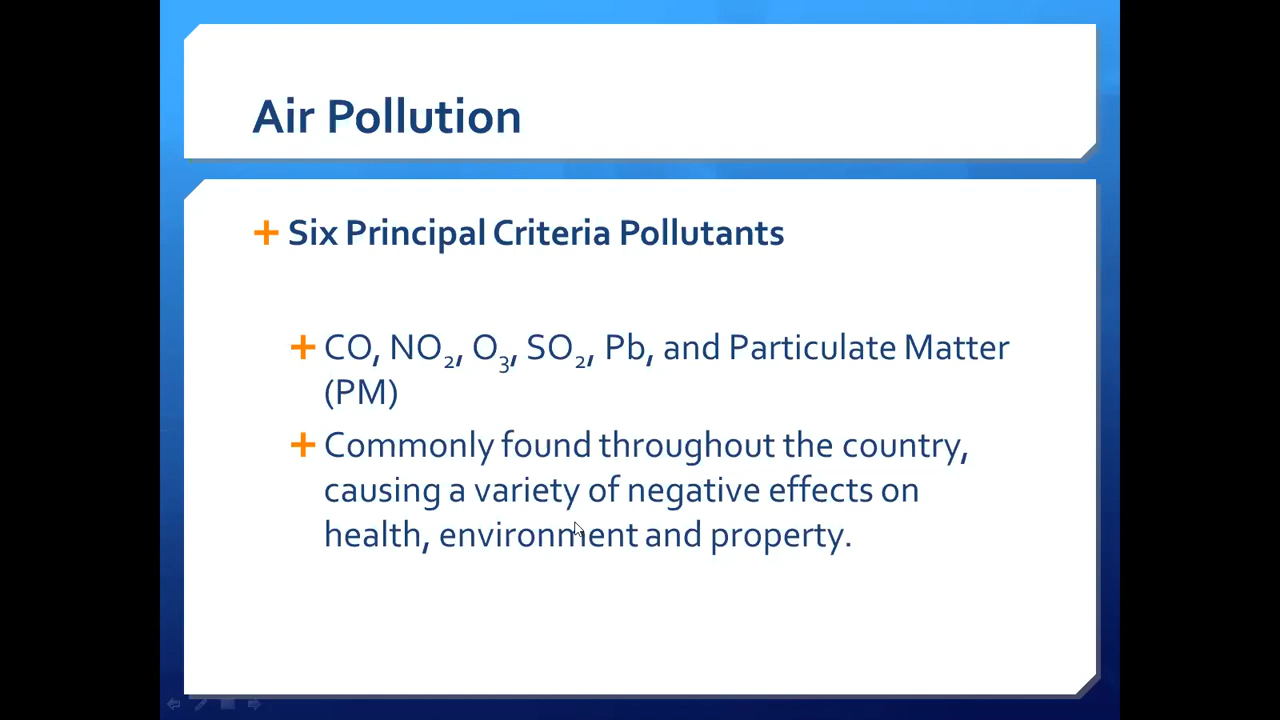 Air Pollution
Six Principal Criteria Pollutants
CO, NO₂, O₃, SO₂, Pb, and Particulate Matter
(PM)
Commonly found throughout the country,
causing a variety of negative effects on
health, environment and property.